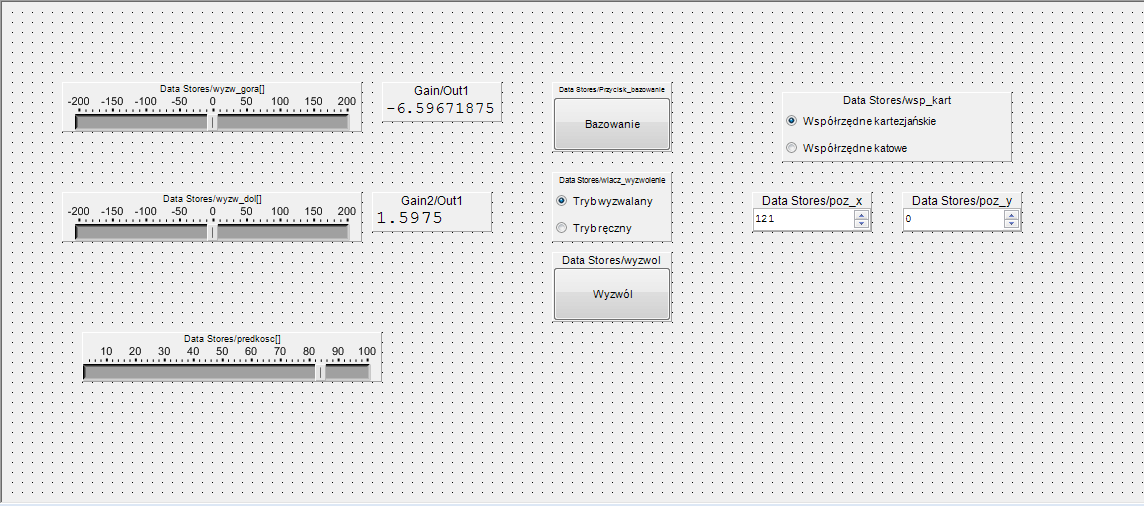 Data Stores/wyzw_gora[]
-200 -150 -100 -50 0 50 100 150 200
Gain/Out1
-6.59671875
Data Stores/Przycisk_bazowanie
Bazowanie
Data Stores/wsp_kart
Współrzędne kartezjańskie
Współrzędne katowe
Data Stores/wyzw_dol[]
-200 -150 -100 -50 0 50 100 150 200
Gain2/Out1
1.5975
Data Stores/wlacz_wyzwolenie
Tryb wyzwalany
Tryb ręczny
Data Stores/poz_x
121
Data Stores/poz_y
0
Data Stores/wyzwol
Wyzwól
Data Stores/predkosc[]
10 20 30 40 50 60 70 80 90 100